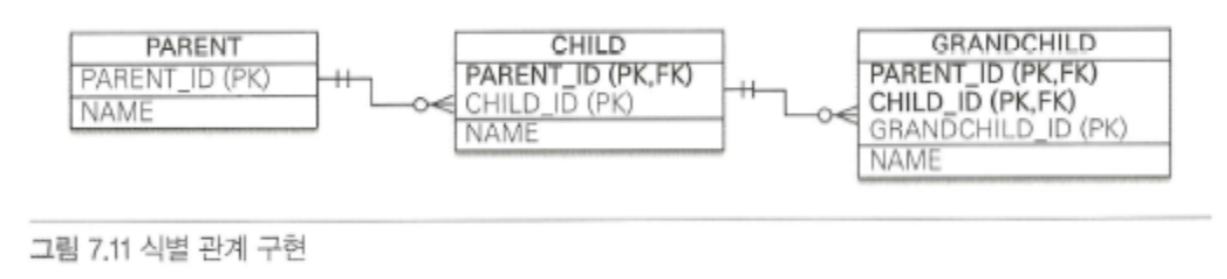 PARENT
PARENT_ID (PK)
NAME
CHILD
PARENT_ID (PK,FK)
CHILD_ID (PK)
NAME
GRANDCHILD
PARENT_ID (PK,FK)
CHILD_ID (PK,FK)
GRANDCHILD_ID (PK)
NAME
그림 7.11 식별 관계 구현